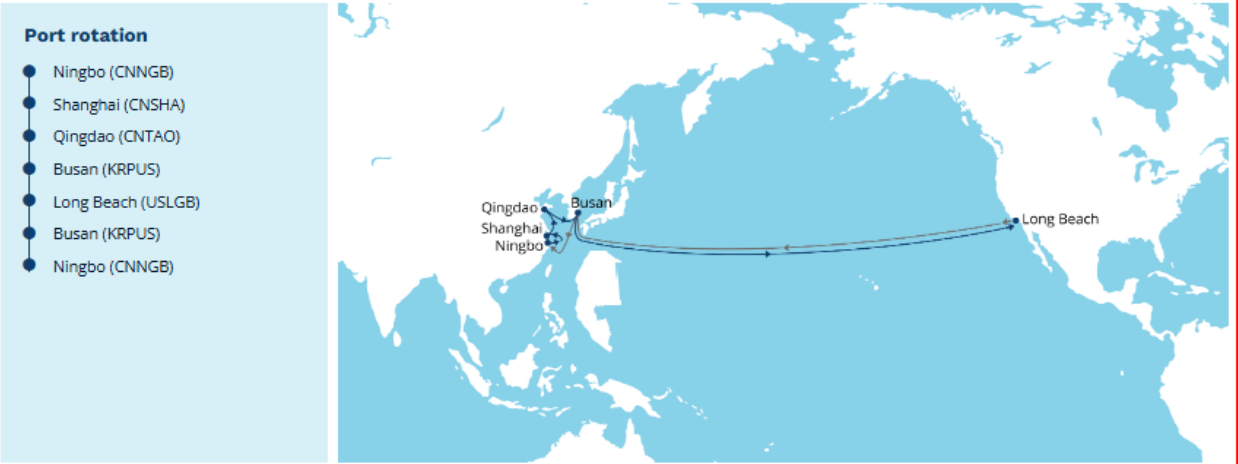 Port rotation
Ningbo (CNNGB)
Shanghai (CNSHA)
Qingdao (CNTAO)
Busan (KRPUS)
Long Beach (USLGB)
Busan (KRPUS)
Ningbo (CNNGB)
Qingdao
Busan
Shanghai
Ningbo
Long Beach